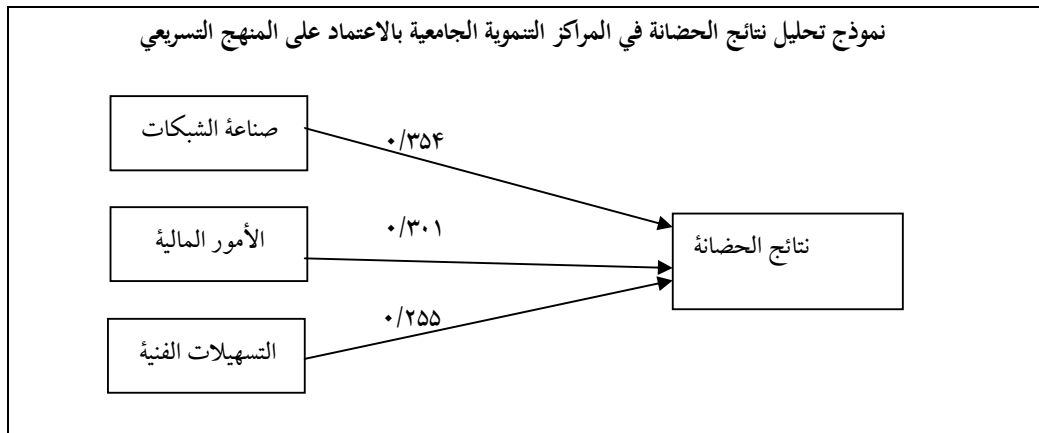 نموذج تحليل نتائج الحضانة في المراكز التنموية الجامعية بالاعتماد على المنهج التسريعي
صناعة الشبكات
۰/۳۵۴
الأمور المالية
۰/۳۰۱
نتائج الحضانة
التسهيلات الفنية
۰/۲۵۵